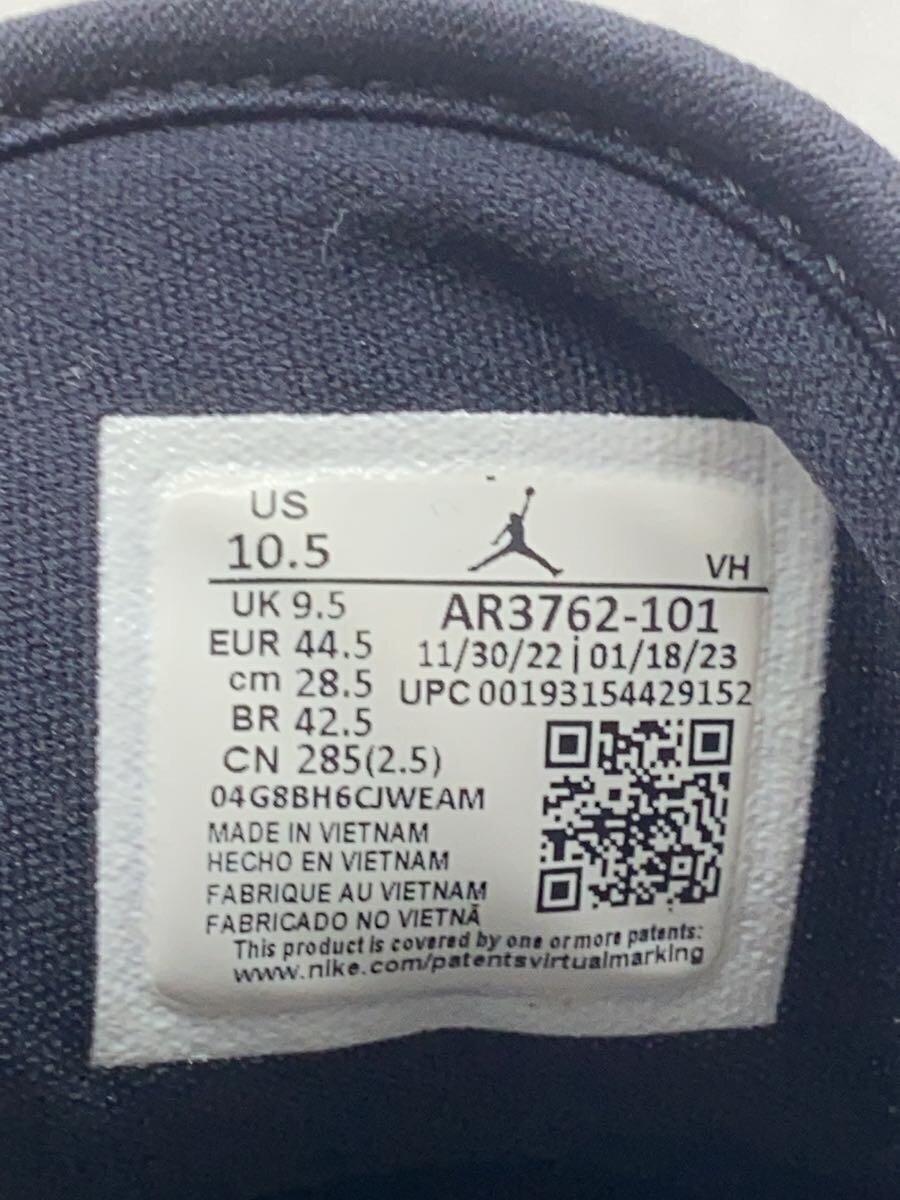 US
10.5
VH
UK 9.5
EUR 44.5
cm 28.5
BR 42.5
CN 285(2.5)
AR3762-101
11/30/22 | 01/18/23
UPC 00193154429152
04G8BH6CJWEAM
MADE IN VIETNAM
HECHO EN VIETNAM
FABRIQUE AU VIETNAM
FABRICADO NO VIETNÃ
This product is covered by one or more patents:
www.nike.com/patentsvirtualmarking